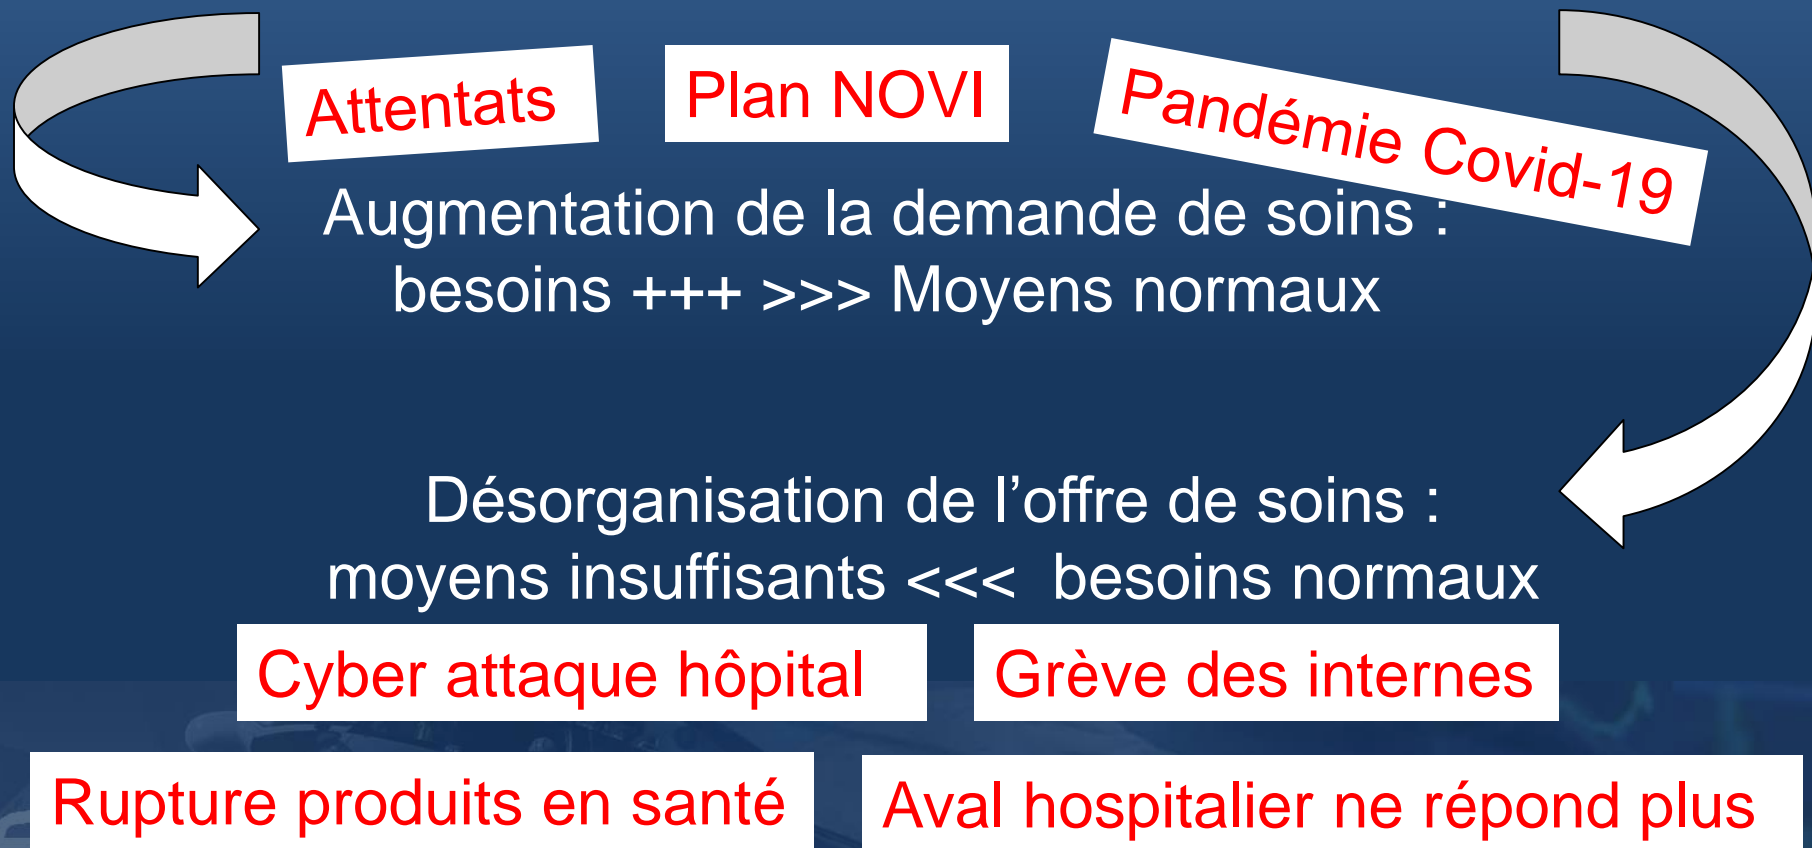 Attentats
Plan NOVI
Pandémie Covid-19
Augmentation de la demande de soins :
besoins +++ >>> Moyens normaux
Désorganisation de l’offre de soins :
moyens insuffisants <<< besoins normaux
Cyber attaque hôpital
Grève des internes
Rupture produits en santé
Aval hospitalier ne répond plus